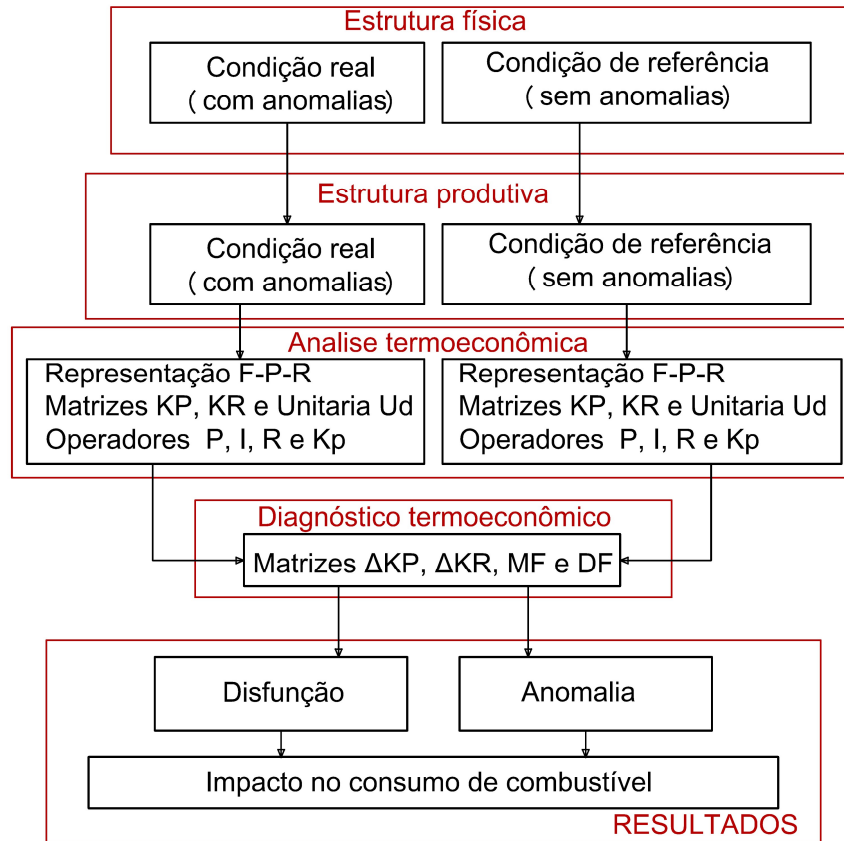 Estrutura física
Condição real
( com anomalias)
Condição de referência
( sem anomalias)
Estrutura produtiva
Condição real
( com anomalias)
Condição de referência
( sem anomalias)
Analise termoeconômica
Representação F-P-R
Matrizes KP, KR e Unitaria Ud
Operadores P, I, R e Kp
Representação F-P-R
Matrizes KP, KR e Unitaria Ud
Operadores P, I, R e Kp
Diagnóstico termoeconômico
Matrizes ΔKP, ΔKR, MF e DF
Disfunção
Anomalia
Impacto no consumo de combustível
RESULTADOS